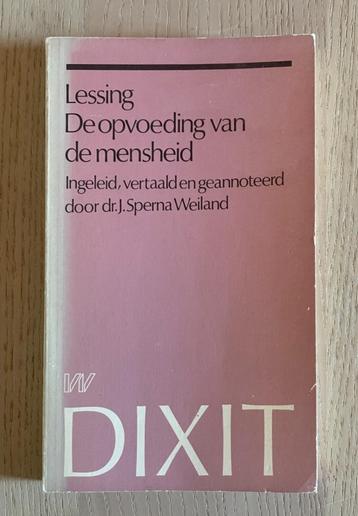 Lessing
De opvoeding van
de mensheid
Ingeleid, vertaald en geannoteerd
door dr. J. Sperna Weiland
DIXIT